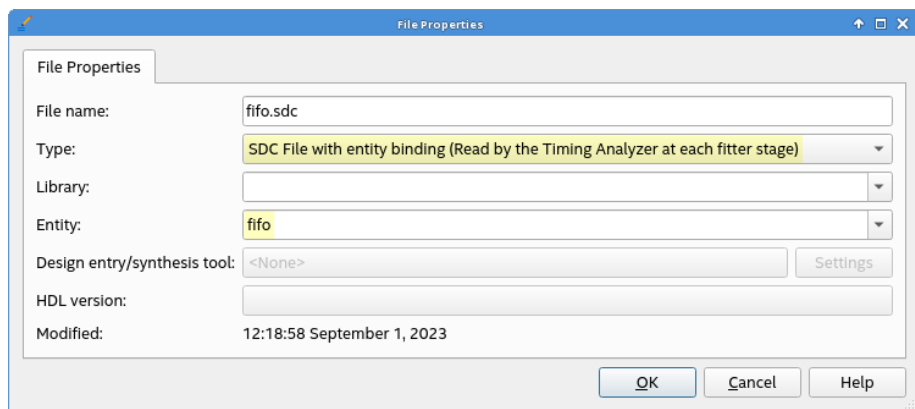 File Properties
File Properties
File name: fifo.sdc
Type: SDC File with entity binding (Read by the Timing Analyzer at each fitter stage)
Library:
Entity: fifo
Design entry/synthesis tool: <None> Settings
HDL version:
Modified: 12:18:58 September 1, 2023
OK Cancel Help